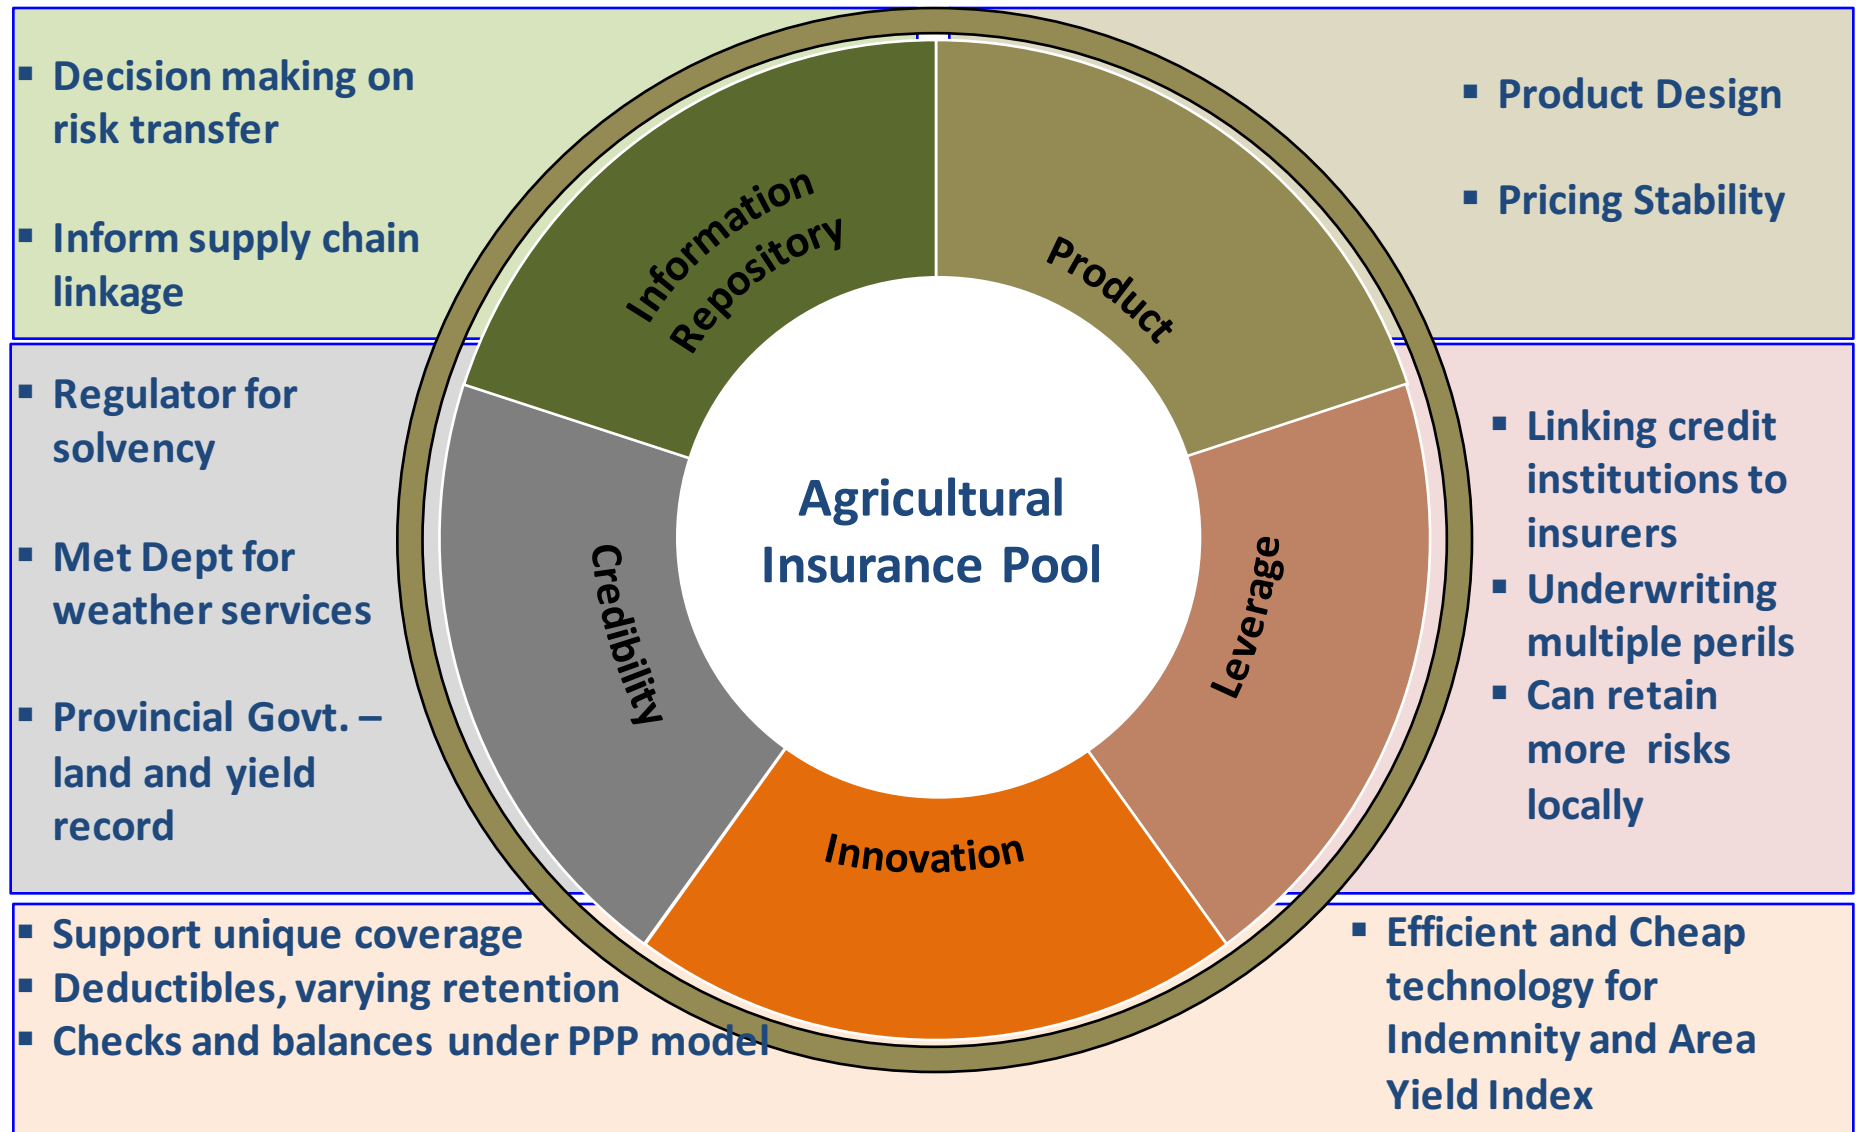 ▪ Decision making on
risk transfer
▪ Inform supply chain
linkage
▪ Product Design
▪ Pricing Stability
Information
Repository
Product
▪ Regulator for
solvency
▪ Met Dept for
weather services
▪ Provincial Govt. –
land and yield
record
Credibility
Agricultural
Insurance Pool
Leverage
▪ Linking credit
institutions to
insurers
▪ Underwriting
multiple perils
▪ Can retain
more risks
locally
Innovation
▪ Support unique coverage
▪ Deductibles, varying retention
▪ Checks and balances under PPP model
▪ Efficient and Cheap
technology for
Indemnity and Area
Yield Index